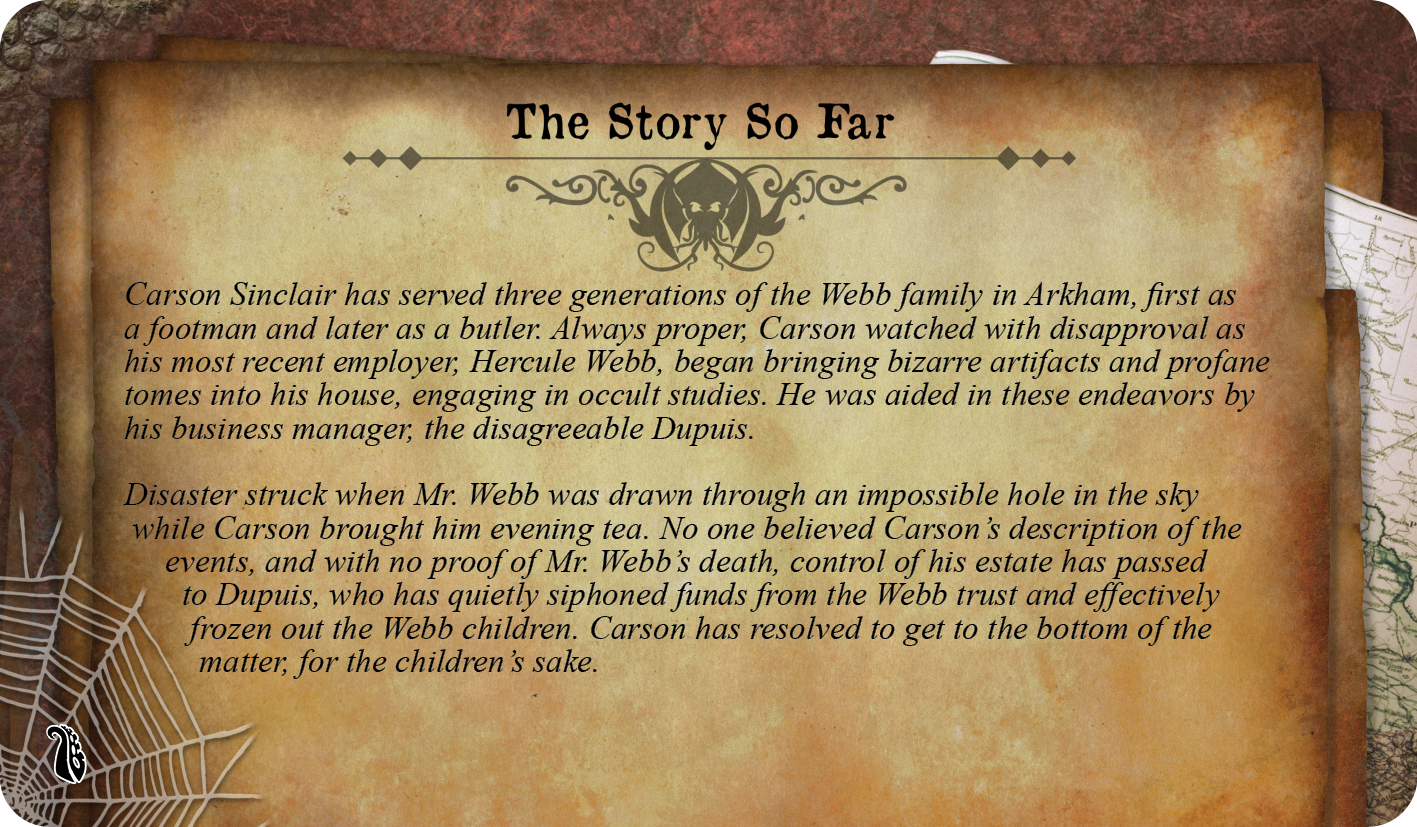 The Story So Far
Carson Sinclair has served three generations of the Webb family in Arkham, first as
a footman and later as a butler. Always proper, Carson watched with disapproval as
his most recent employer, Hercule Webb, began bringing bizarre artifacts and profane
tomes into his house, engaging in occult studies. He was aided in these endeavors by
his business manager, the disagreeable Dupuis.
Disaster struck when Mr. Webb was drawn through an impossible hole in the sky
while Carson brought him evening tea. No one believed Carson’s description of the
events, and with no proof of Mr. Webb’s death, control of his estate has passed
to Dupuis, who has quietly siphoned funds from the Webb trust and effectively
frozen out the Webb children. Carson has resolved to get to the bottom of the
matter, for the children’s sake.